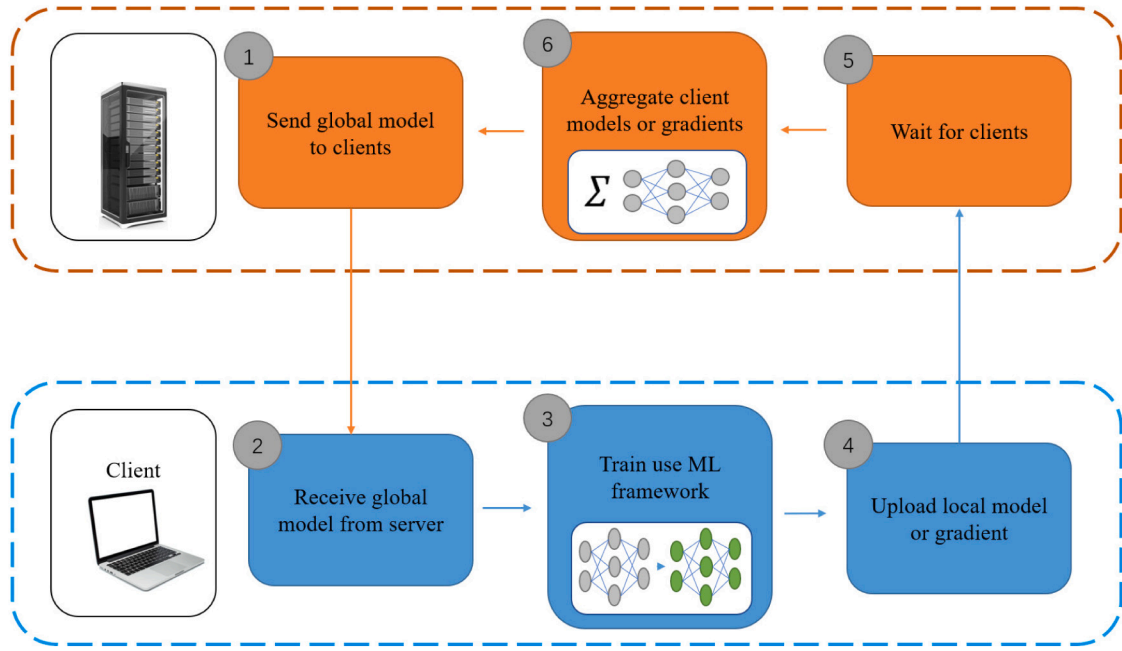 1
Send global model
to clients
6
Aggregate client
models or gradients
Σ
5
Wait for clients
Client
2
Receive global
model from server
3
Train use ML
framework
4
Upload local model
or gradient